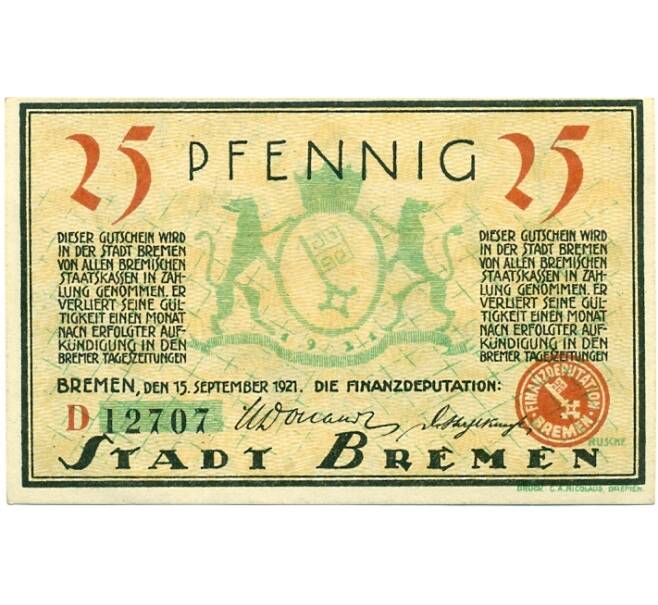 25 PFENNIG 25
DIESER GUTSCHEIN WIRD
IN DER STADT BREMEN
VON ALLEN BREMISCHEN
STAATSKASSEN IN ZAH-
LUNG GENOMMEN. ER
VERLIERT SEINE GÜL-
TIGKEIT EINEN MONAT
NACH ERFOLGTER AUF-
KÜNDIGUNG IN DEN
BREMER TAGESZEITUNGEN
DIESER GUTSCHEIN WIRD
IN DER STADT BREMEN
VON ALLEN BREMISCHEN
STAATSKASSEN IN ZAH-
LUNG GENOMMEN. ER
VERLIERT SEINE GÜL-
TIGKEIT EINEN MONAT
NACH ERFOLGTER AUF-
KÜNDIGUNG IN DEN
BREMER TAGESZEITUNGEN
1921
BREMEN, DEN 15. SEPTEMBER 1921. DIE FINANZDEPUTATION:
D 12707
FINANZDEPUTATION
BREMEN
RUSCHE
STADT BREMEN
DRUCK C.A. NICOLAUS, BREMEN.